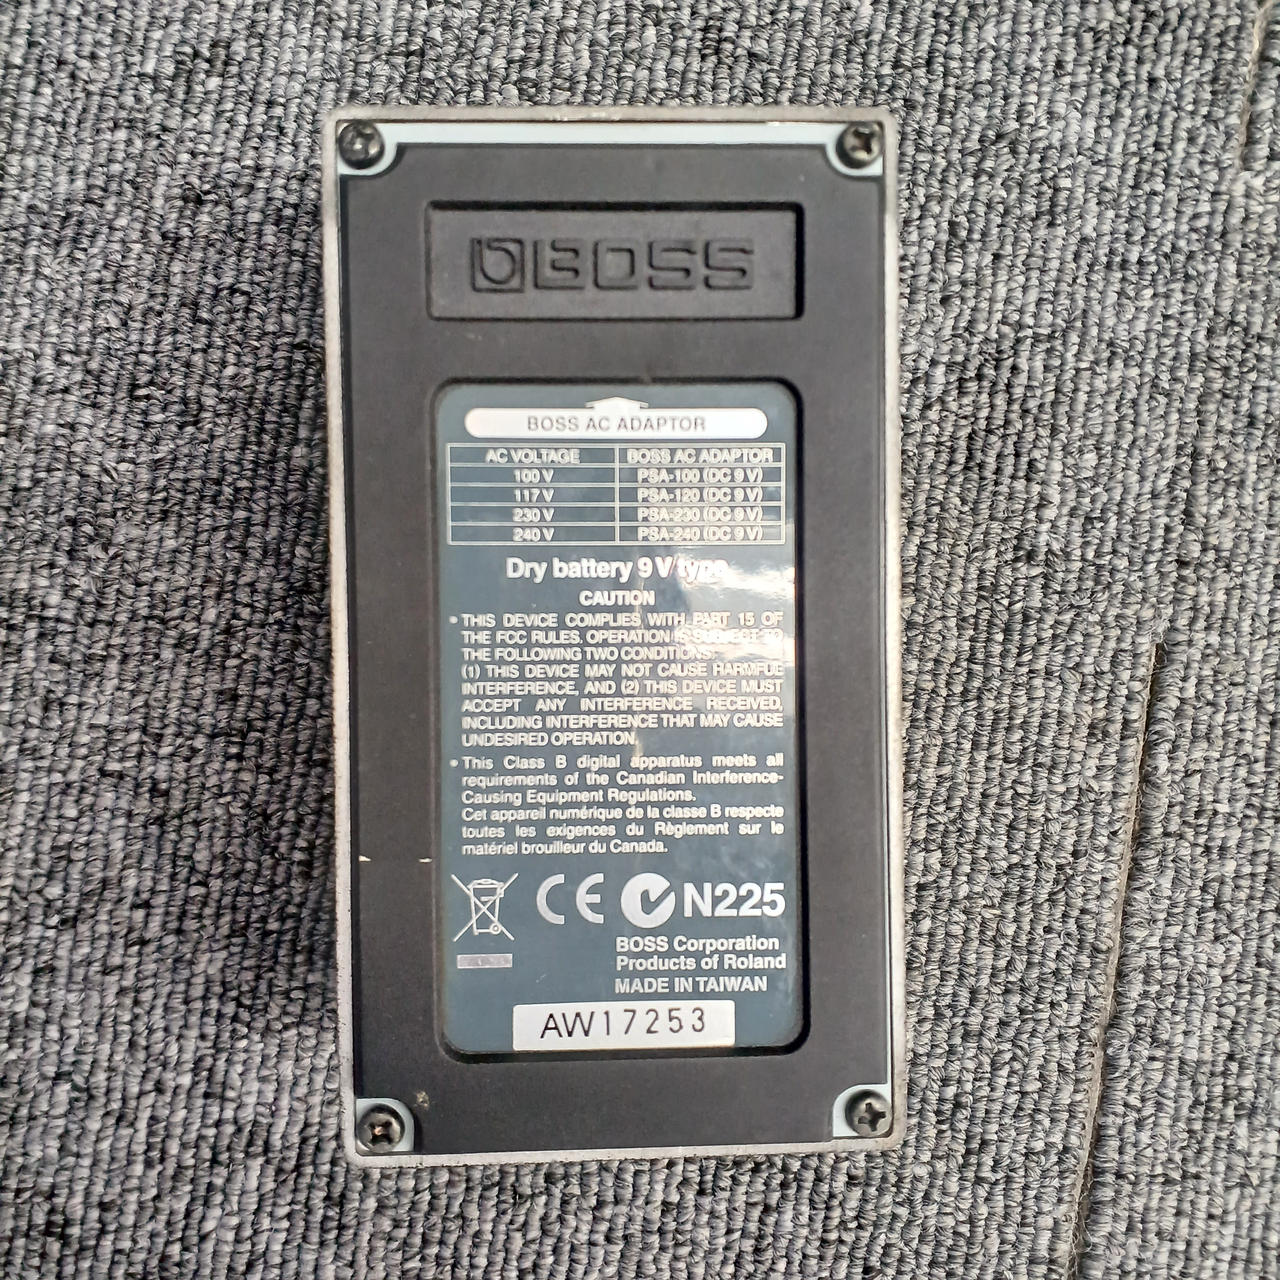 BOSS
BOSS AC ADAPTOR
AC VOLTAGE BOSS AC ADAPTOR
100 V PSA-100 (DC 9 V)
117 V PSA-120 (DC 9 V)
230 V PSA-230 (DC 9 V)
240 V PSA-240 (DC 9 V)
Dry battery 9 V type
CAUTION
• THIS DEVICE COMPLIES WITH PART 15 OF
THE FCC RULES. OPERATION IS SUBJECT TO
THE FOLLOWING TWO CONDITIONS:
(1) THIS DEVICE MAY NOT CAUSE HARMFUL
INTERFERENCE, AND (2) THIS DEVICE MUST
ACCEPT ANY INTERFERENCE RECEIVED,
INCLUDING INTERFERENCE THAT MAY CAUSE
UNDESIRED OPERATION.
• This Class B digital apparatus meets all
requirements of the Canadian Interference-
Causing Equipment Regulations.
Cet appareil numérique de la classe B respecte
toutes les exigences du Règlement sur le
matériel brouilleur du Canada.
CE N225
BOSS Corporation
Products of Roland
MADE IN TAIWAN
AW17253